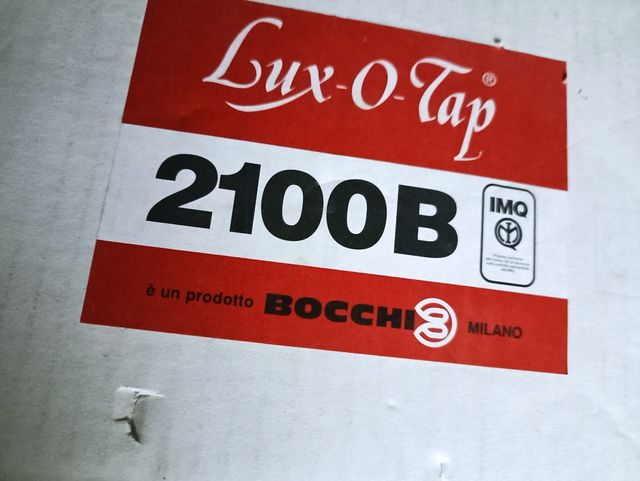 Lux-O-Tap®
2100B
IMQ
è un prodotto BOCCHI MILANO